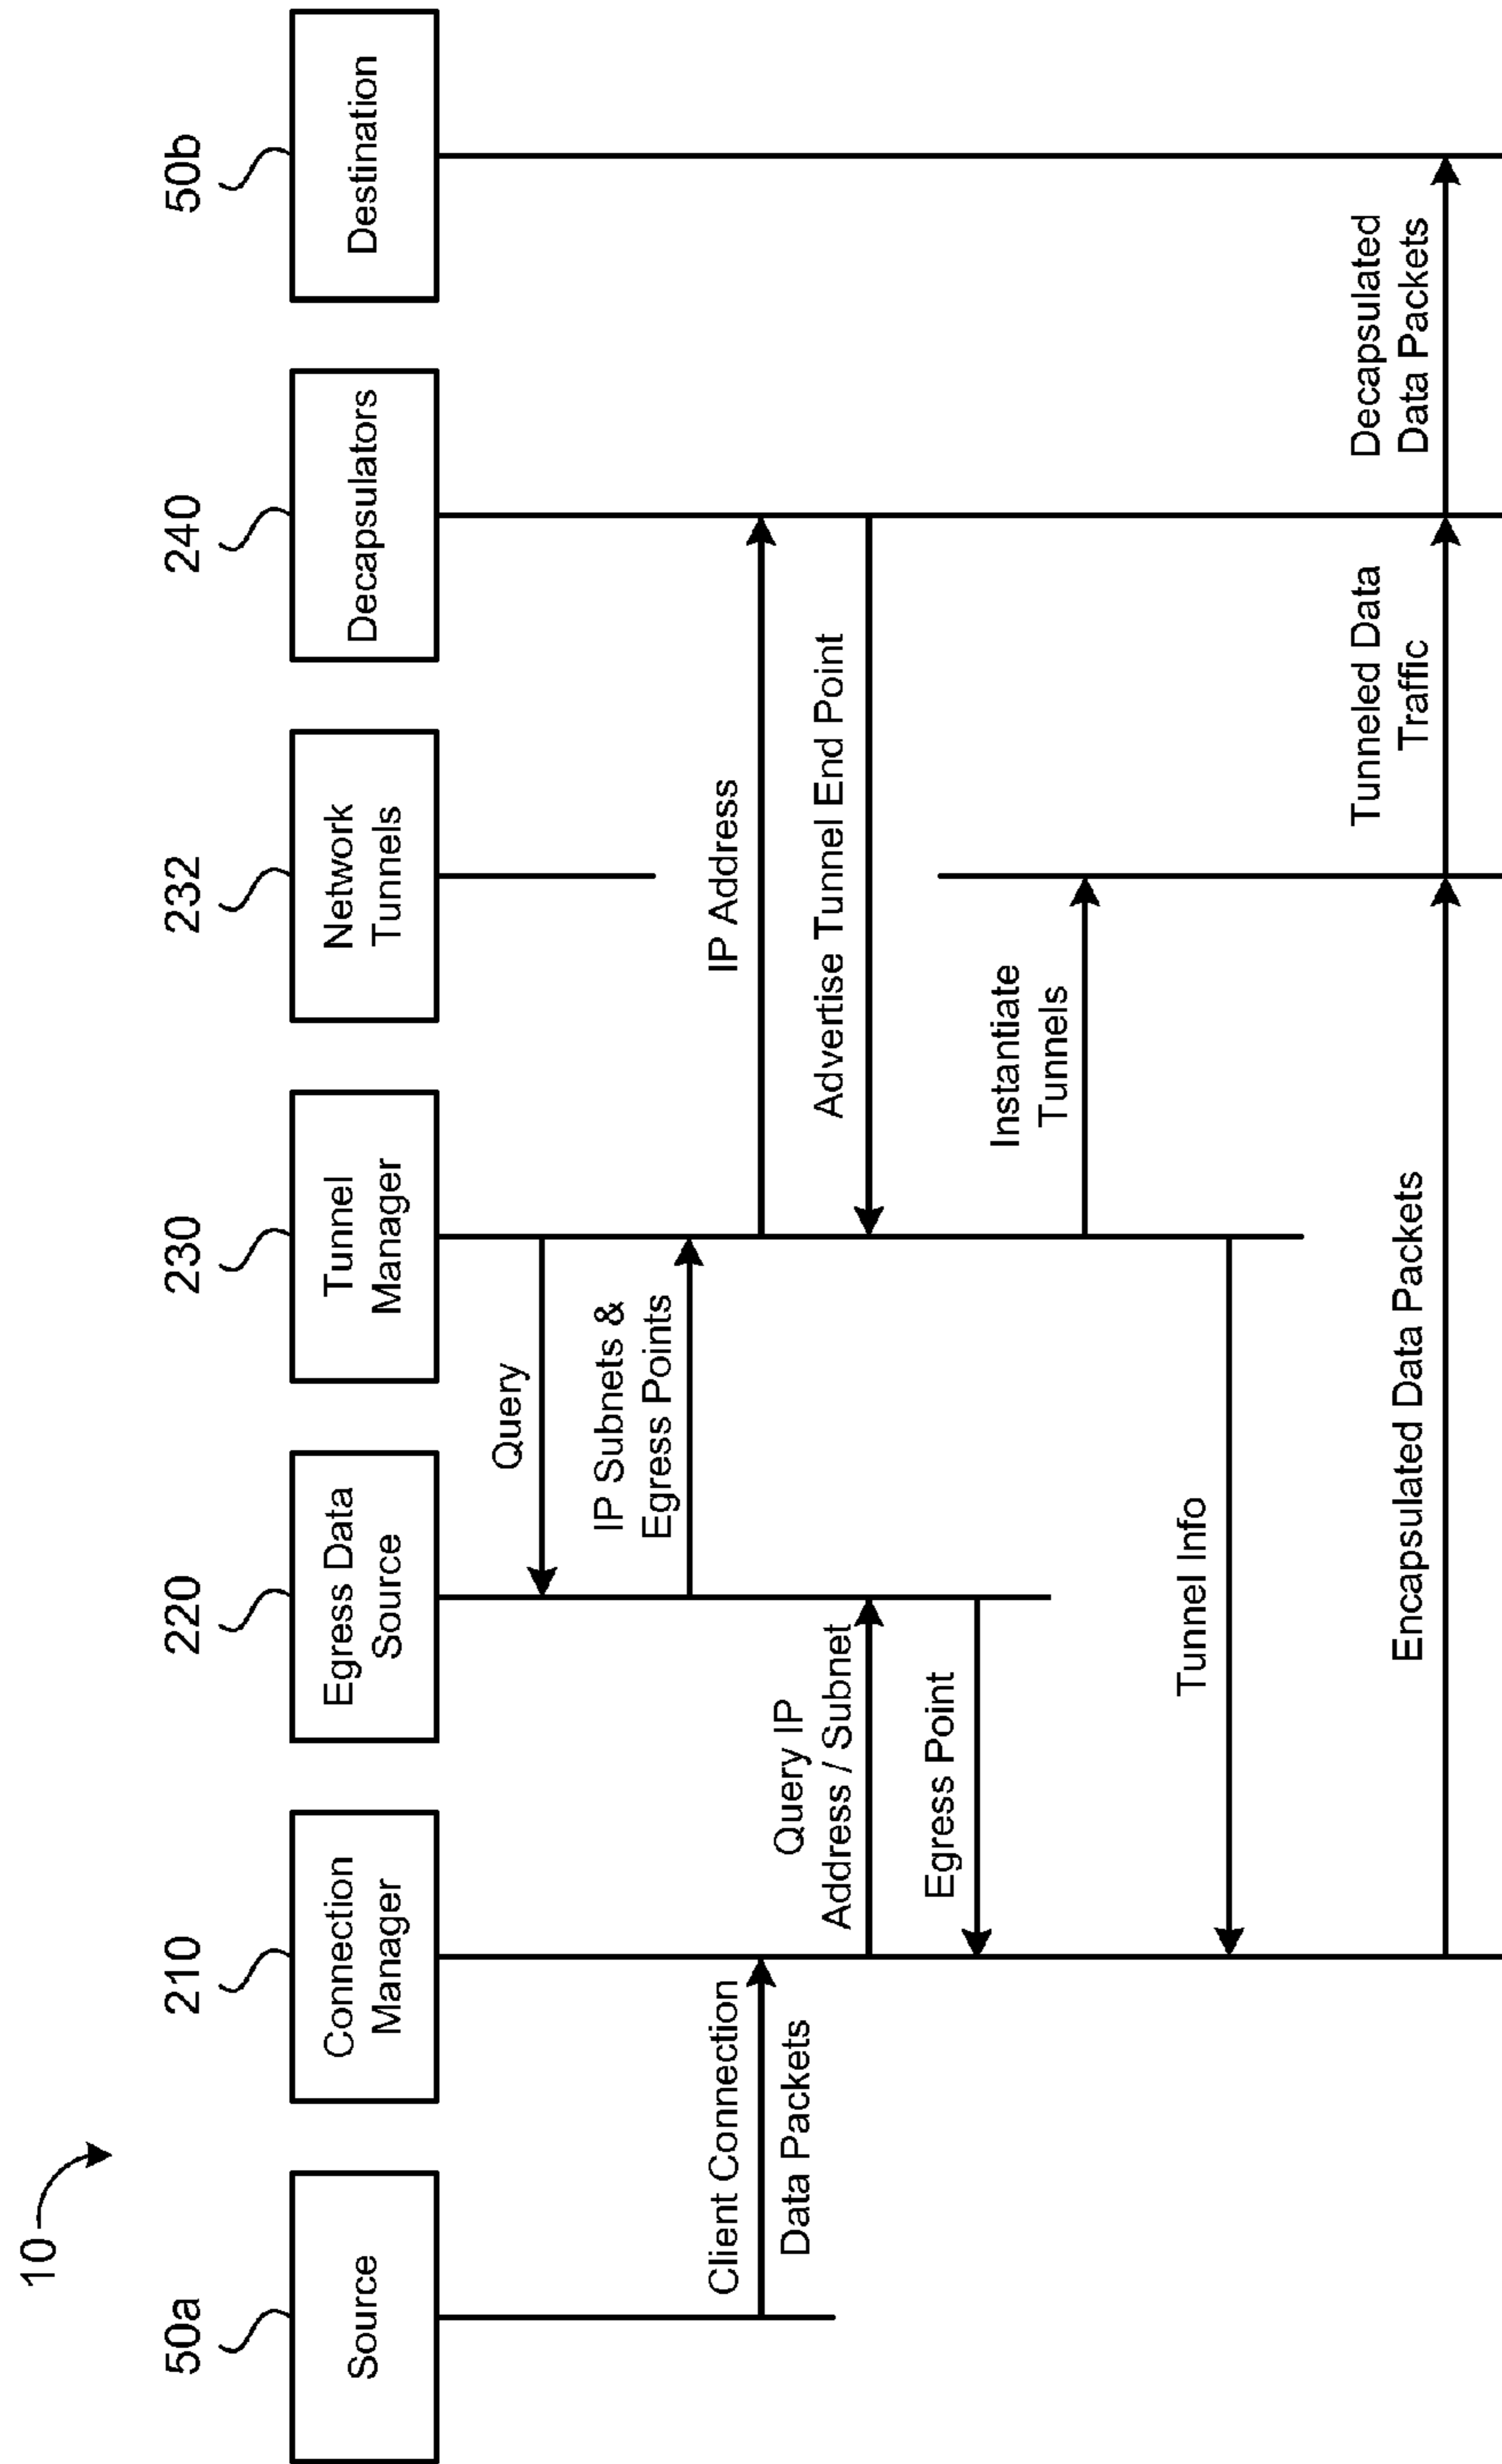 10
50a
210
220
230
232
240
50b
Source
Connection
Manager
Egress Data
Source
Tunnel
Manager
Network
Tunnels
Decapsulators
Destination
Query
IP Subnets &
Egress Points
Client Connection
Data Packets
IP Address
Query IP
Address / Subnet
Advertise Tunnel End Point
Egress Point
Instantiate
Tunnels
Tunnel Info
Encapsulated Data Packets
Tunneled Data
Traffic
Decapsulated
Data Packets